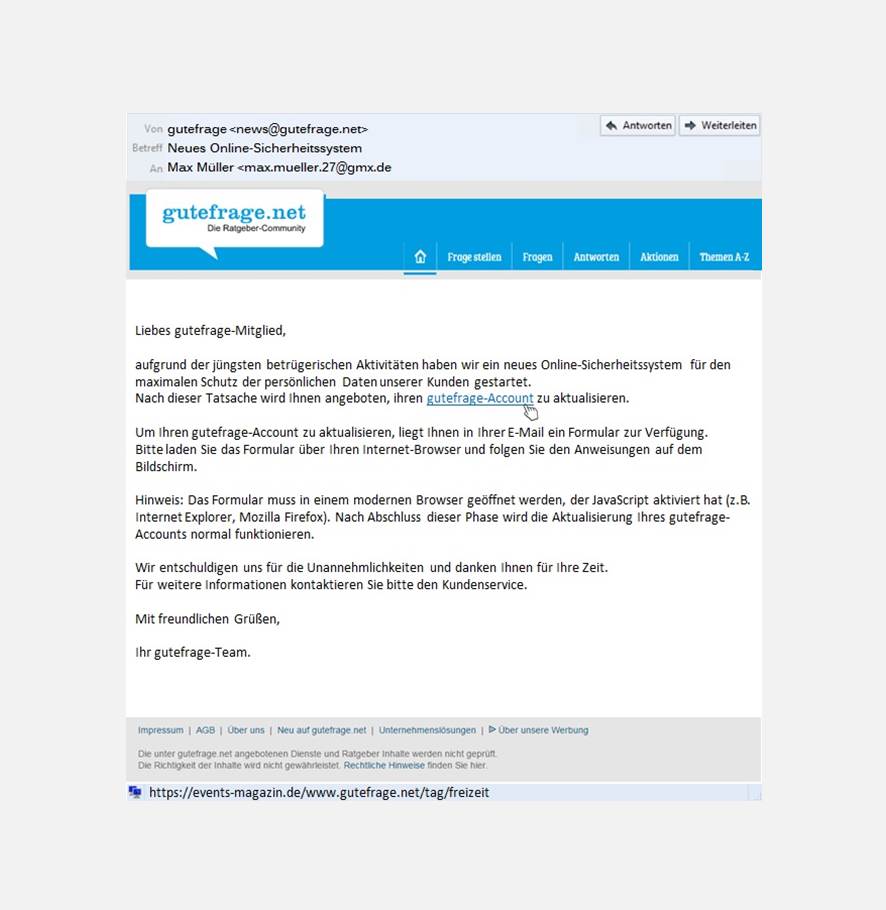 Von gutefrage <news@gutefrage.net>
Antworten Weiterleiten
Betreff Neues Online-Sicherheitssystem
An Max Müller <max.mueller.27@gmx.de
gutefrage.net
Die Ratgeber-Community
Frage stellen Fragen Antworten Aktionen Themen A-Z
Liebes gutefrage-Mitglied,
aufgrund der jüngsten betrügerischen Aktivitäten haben wir ein neues Online-Sicherheitssystem für den
maximalen Schutz der persönlichen Daten unserer Kunden gestartet.
Nach dieser Tatsache wird Ihnen angeboten, ihren gutefrage-Account zu aktualisieren.
Um Ihren gutefrage-Account zu aktualisieren, liegt Ihnen in Ihrer E-Mail ein Formular zur Verfügung.
Bitte laden Sie das Formular über Ihren Internet-Browser und folgen Sie den Anweisungen auf dem
Bildschirm.
Hinweis: Das Formular muss in einem modernen Browser geöffnet werden, der JavaScript aktiviert hat (z.B.
Internet Explorer, Mozilla Firefox). Nach Abschluss dieser Phase wird die Aktualisierung Ihres gutefrage-
Accounts normal funktionieren.
Wir entschuldigen uns für die Unannehmlichkeiten und danken Ihnen für Ihre Zeit.
Für weitere Informationen kontaktieren Sie bitte den Kundenservice.
Mit freundlichen Grüßen,
Ihr gutefrage-Team.
Impressum | AGB | Über uns | Neu auf gutefrage.net | Unternehmenslösungen | Über unsere Werbung
Die unter gutefrage.net angebotenen Dienste und Ratgeber Inhalte werden nicht geprüft.
Die Richtigkeit der Inhalte wird nicht gewährleistet. Rechtliche Hinweise finden Sie hier.
https://events-magazin.de/www.gutefrage.net/tag/freizeit